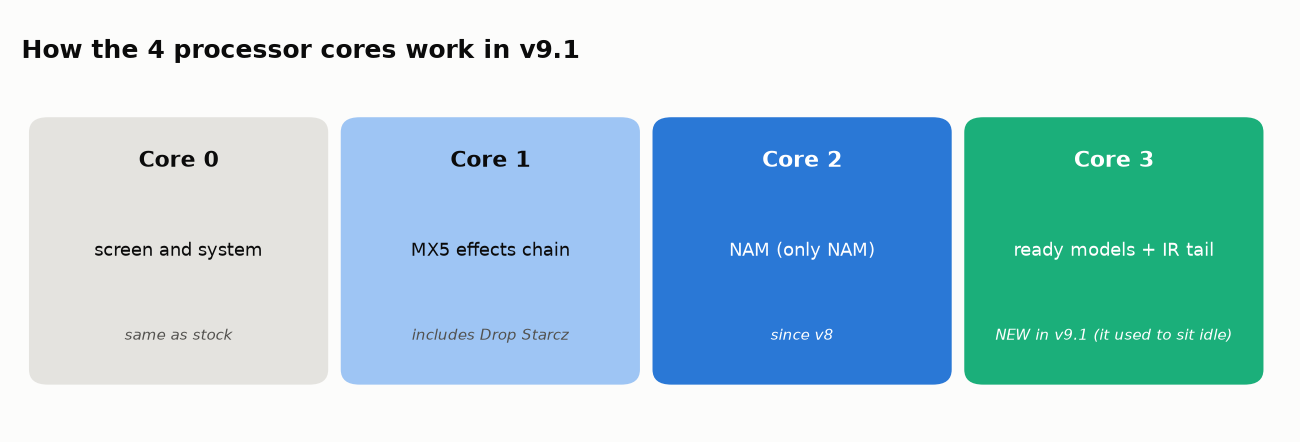 How the 4 processor cores work in v9.1
Core 0
screen and system
same as stock
Core 1
MX5 effects chain
includes Drop Starcz
Core 2
NAM (only NAM)
since v8
Core 3
ready models + IR tail
NEW in v9.1 (it used to sit idle)